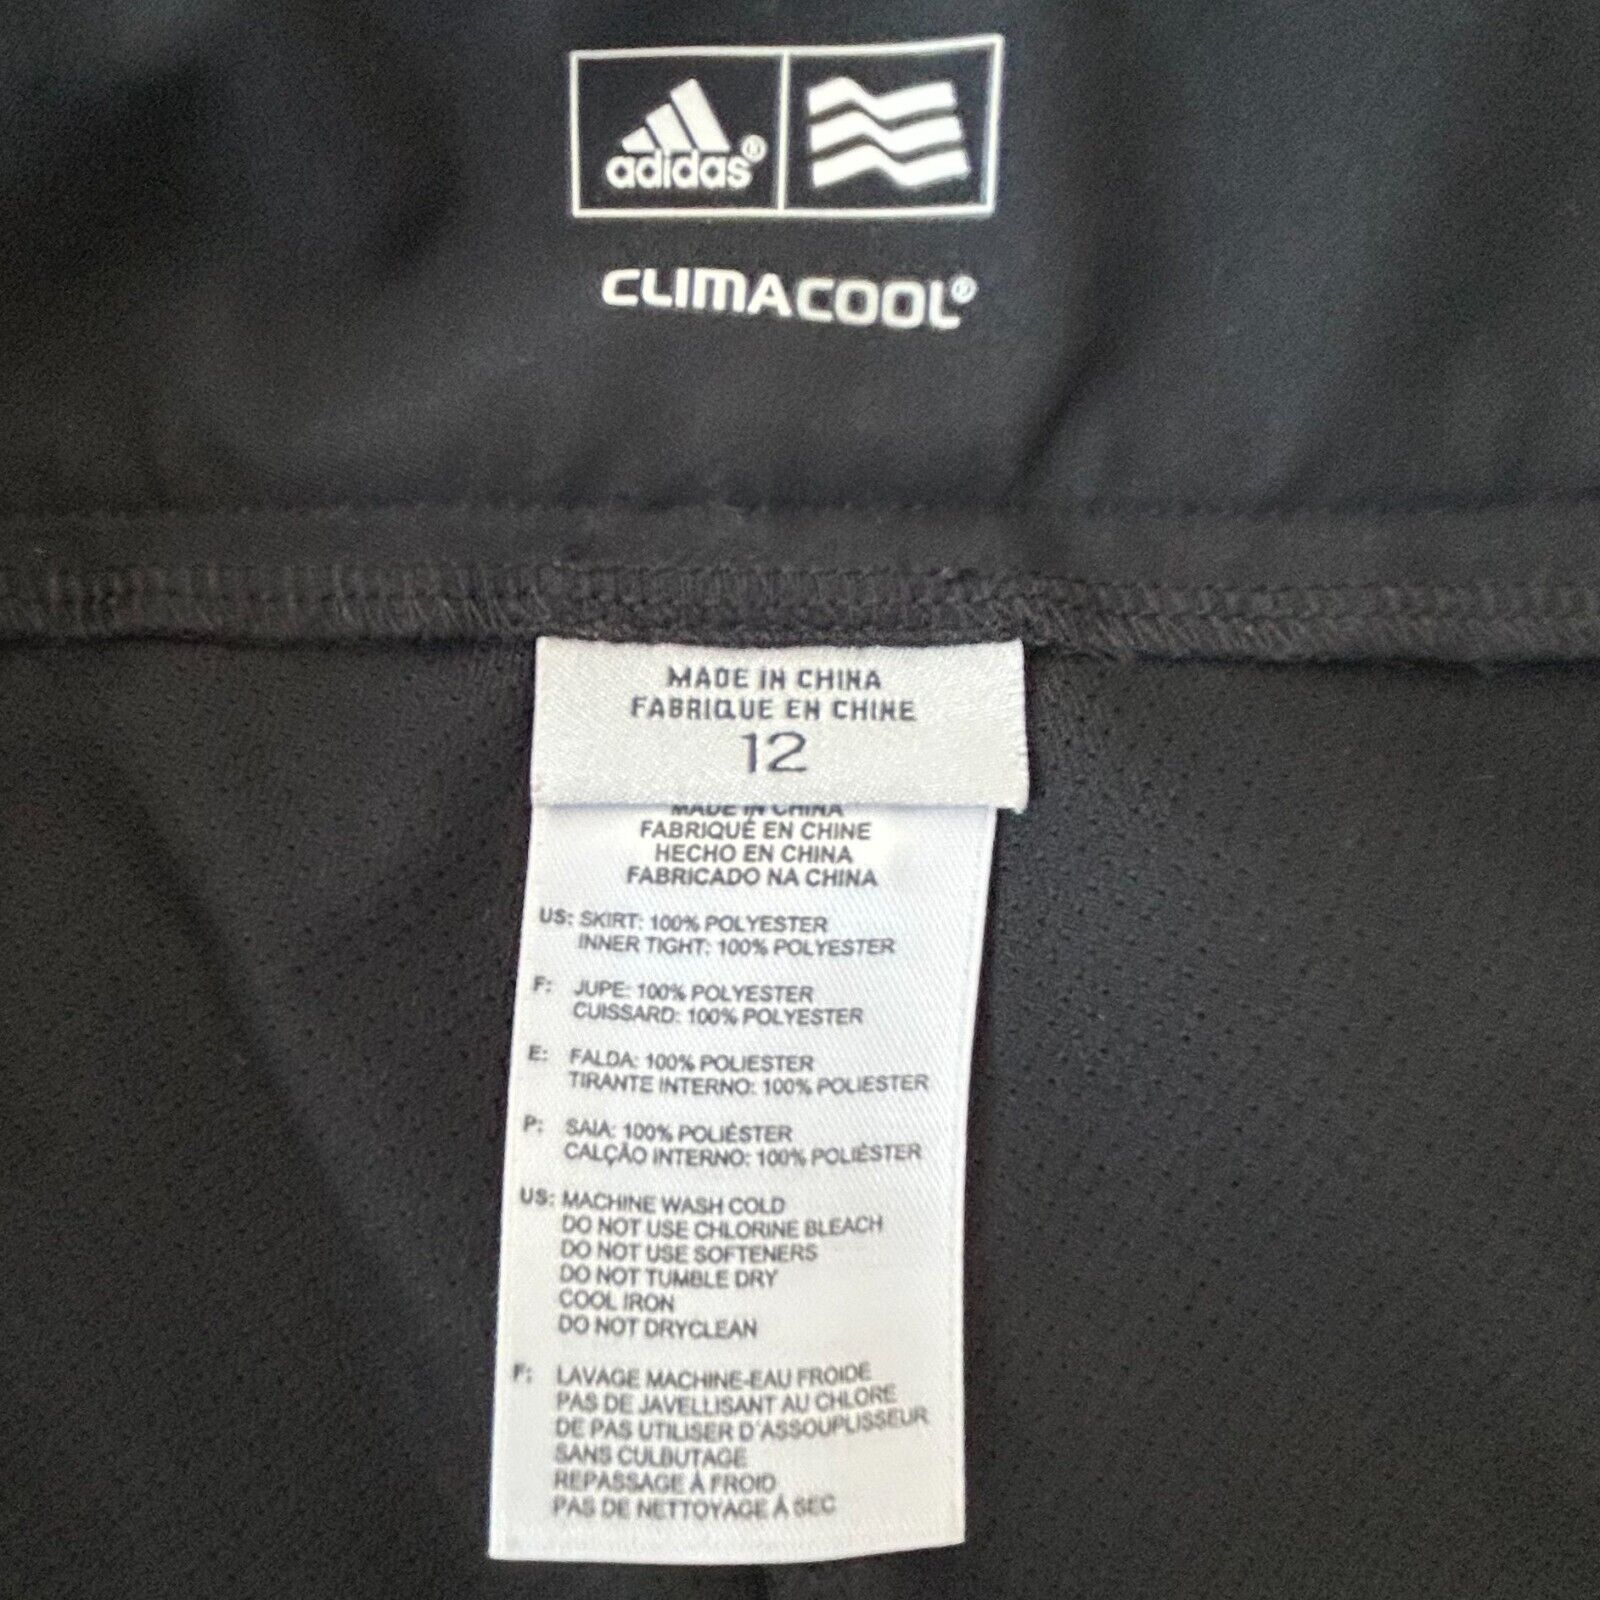 adidas®
CLIMACOOL®
MADE IN CHINA
FABRIQUE EN CHINE
12
MADE IN CHINA
FABRIQUÉ EN CHINE
HECHO EN CHINA
FABRICADO NA CHINA
US: SKIRT: 100% POLYESTER
INNER TIGHT: 100% POLYESTER
F: JUPE: 100% POLYESTER
CUISSARD: 100% POLYESTER
E: FALDA: 100% POLIESTER
TIRANTE INTERNO: 100% POLIESTER
P: SAIA: 100% POLIÉSTER
CALÇÃO INTERNO: 100% POLIÉSTER
US: MACHINE WASH COLD
DO NOT USE CHLORINE BLEACH
DO NOT USE SOFTENERS
DO NOT TUMBLE DRY
COOL IRON
DO NOT DRYCLEAN
F: LAVAGE MACHINE-EAU FROIDE
PAS DE JAVELLISANT AU CHLORE
DE PAS UTILISER D'ASSOUPLISSEUR
SANS CULBUTAGE
REPASSAGE À FROID
PAS DE NETTOYAGE À SEC